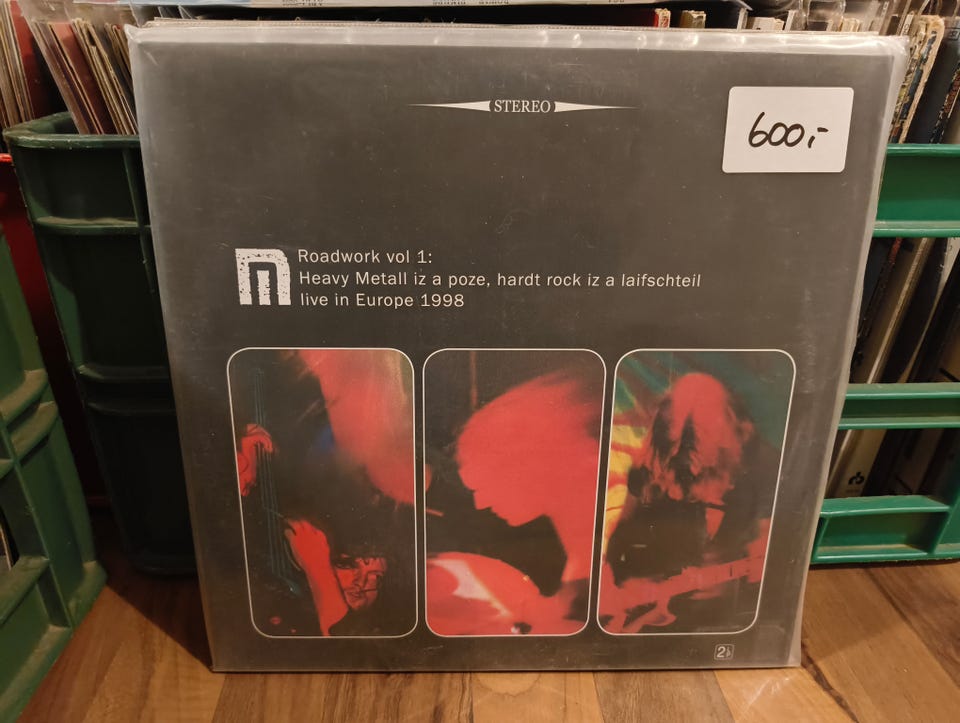 STEREO
600,-
Roadwork vol 1:
Heavy Metall iz a poze, hardt rock iz a laifschteil
live in Europe 1998